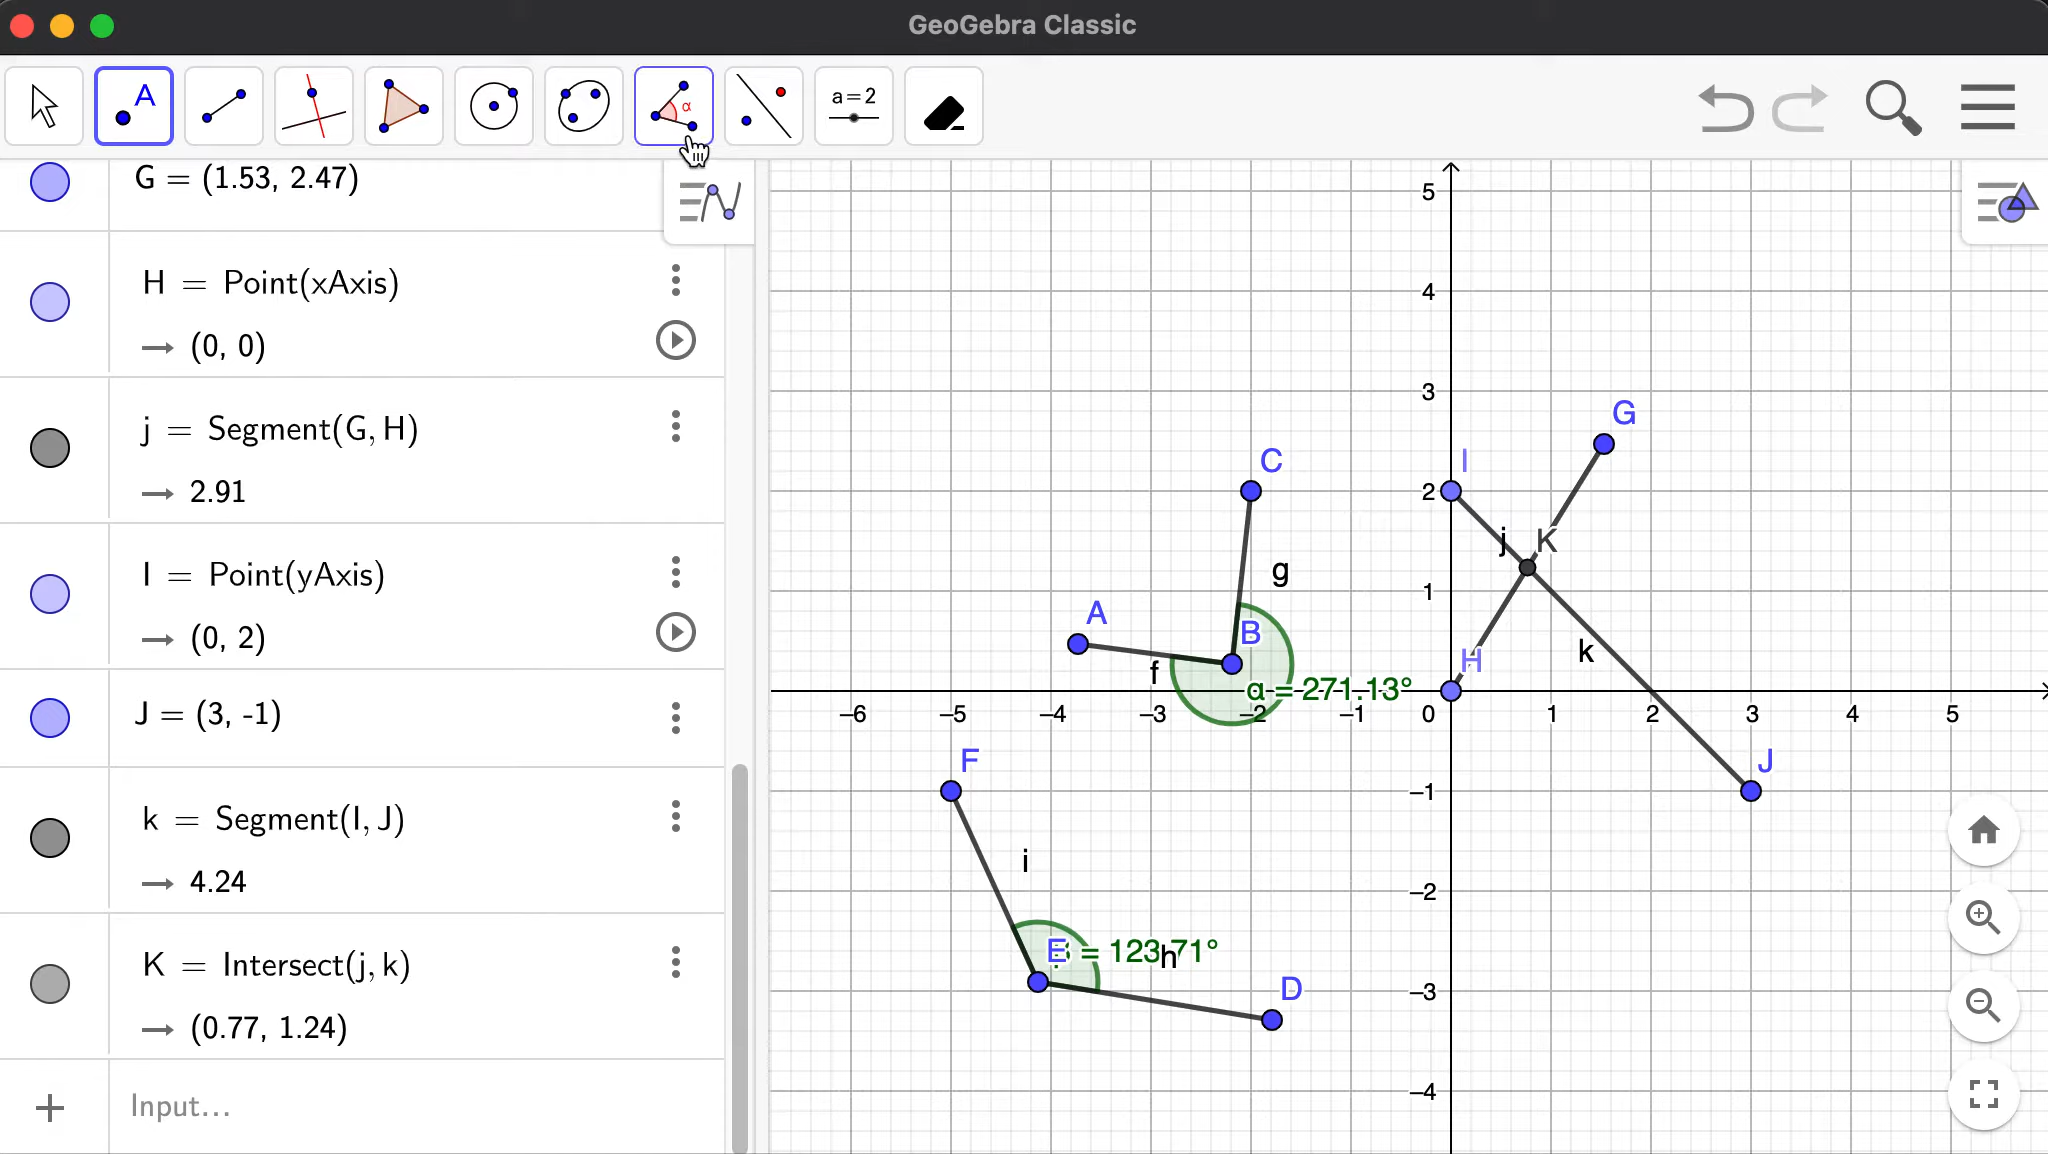 GeoGebra Classic
A
α
a=2
G = (1.53, 2.47)
H = Point(xAxis)
→ (0, 0)
j = Segment(G, H)
→ 2.91
I = Point(yAxis)
→ (0, 2)
J = (3, -1)
k = Segment(I, J)
→ 4.24
K = Intersect(j, k)
→ (0.77, 1.24)
+ Input...
5
4
3
G
C
I
2
j K
g
1
A
B
k
f
H
α = 271.13°
–6 –5 –4 –3 –2 –1 0 1 2 3 4 5
F
J
–1
i
–2
E
= 123.71°
h
D
–3
–4